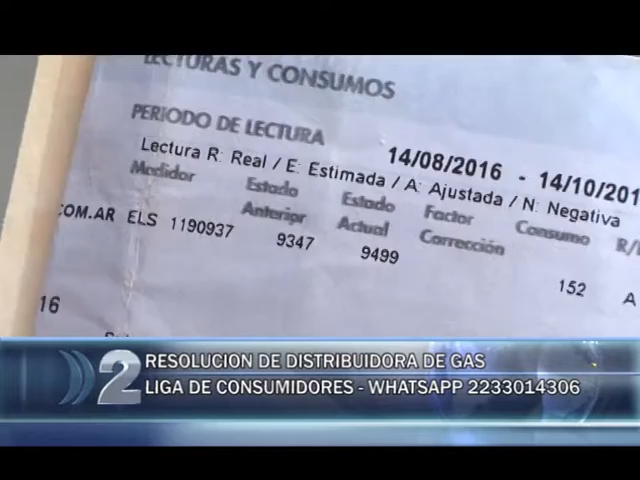 LECTURAS Y CONSUMOS
PERIODO DE LECTURA 14/08/2016 - 14/10/201
Lectura R: Real / E: Estimada / A: Ajustada / N: Negativa
Medidor Estado Anterior Estado Actual Factor Corrección Consumo R/
.COM.AR ELS 1190937 9347 9499 152 A
16
2
RESOLUCION DE DISTRIBUIDORA DE GAS
LIGA DE CONSUMIDORES - WHATSAPP 2233014306